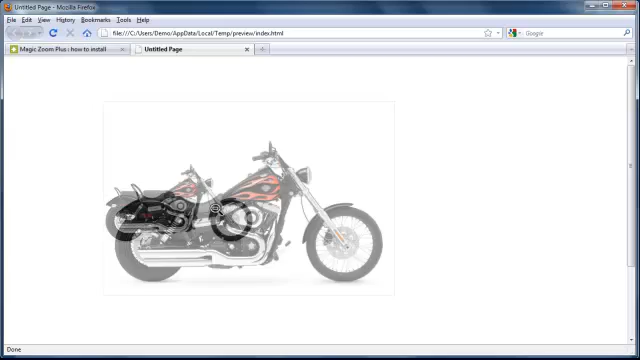 Untitled Page - Mozilla Firefox
File Edit View History Bookmarks Tools Help
file:///C:/Users/Demo/AppData/Local/Temp/preview/index.html
Google
Magic Zoom Plus : how to install
Untitled Page
Done